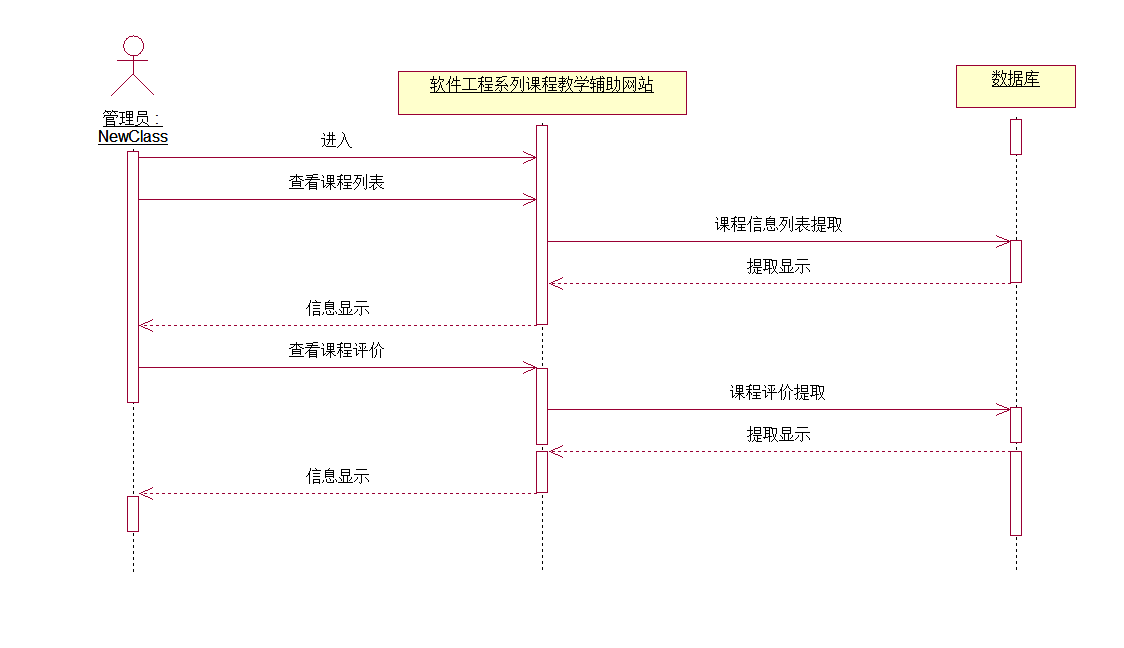 软件工程系列课程教学辅助网站
数据库
管理员 :
NewClass
进入
查看课程列表
课程信息列表提取
提取显示
信息显示
查看课程评价
课程评价提取
提取显示
信息显示